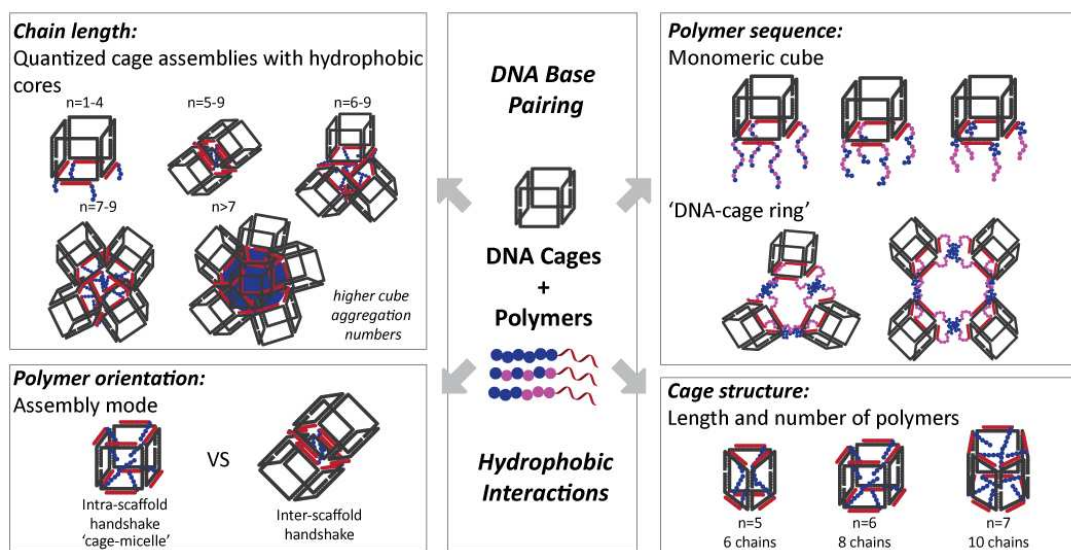 Chain length:
Quantized cage assemblies with hydrophobic
cores
n=1-4
n=5-9
n=6-9
n=7-9
n>7
higher cube
aggregation
numbers
Polymer orientation:
Assembly mode
VS
Intra-scaffold
handshake
‘cage-micelle’
Inter-scaffold
handshake
DNA Base
Pairing
DNA Cages
+
Polymers
Hydrophobic
Interactions
Polymer sequence:
Monomeric cube
‘DNA-cage ring’
Cage structure:
Length and number of polymers
n=5
6 chains
n=6
8 chains
n=7
10 chains